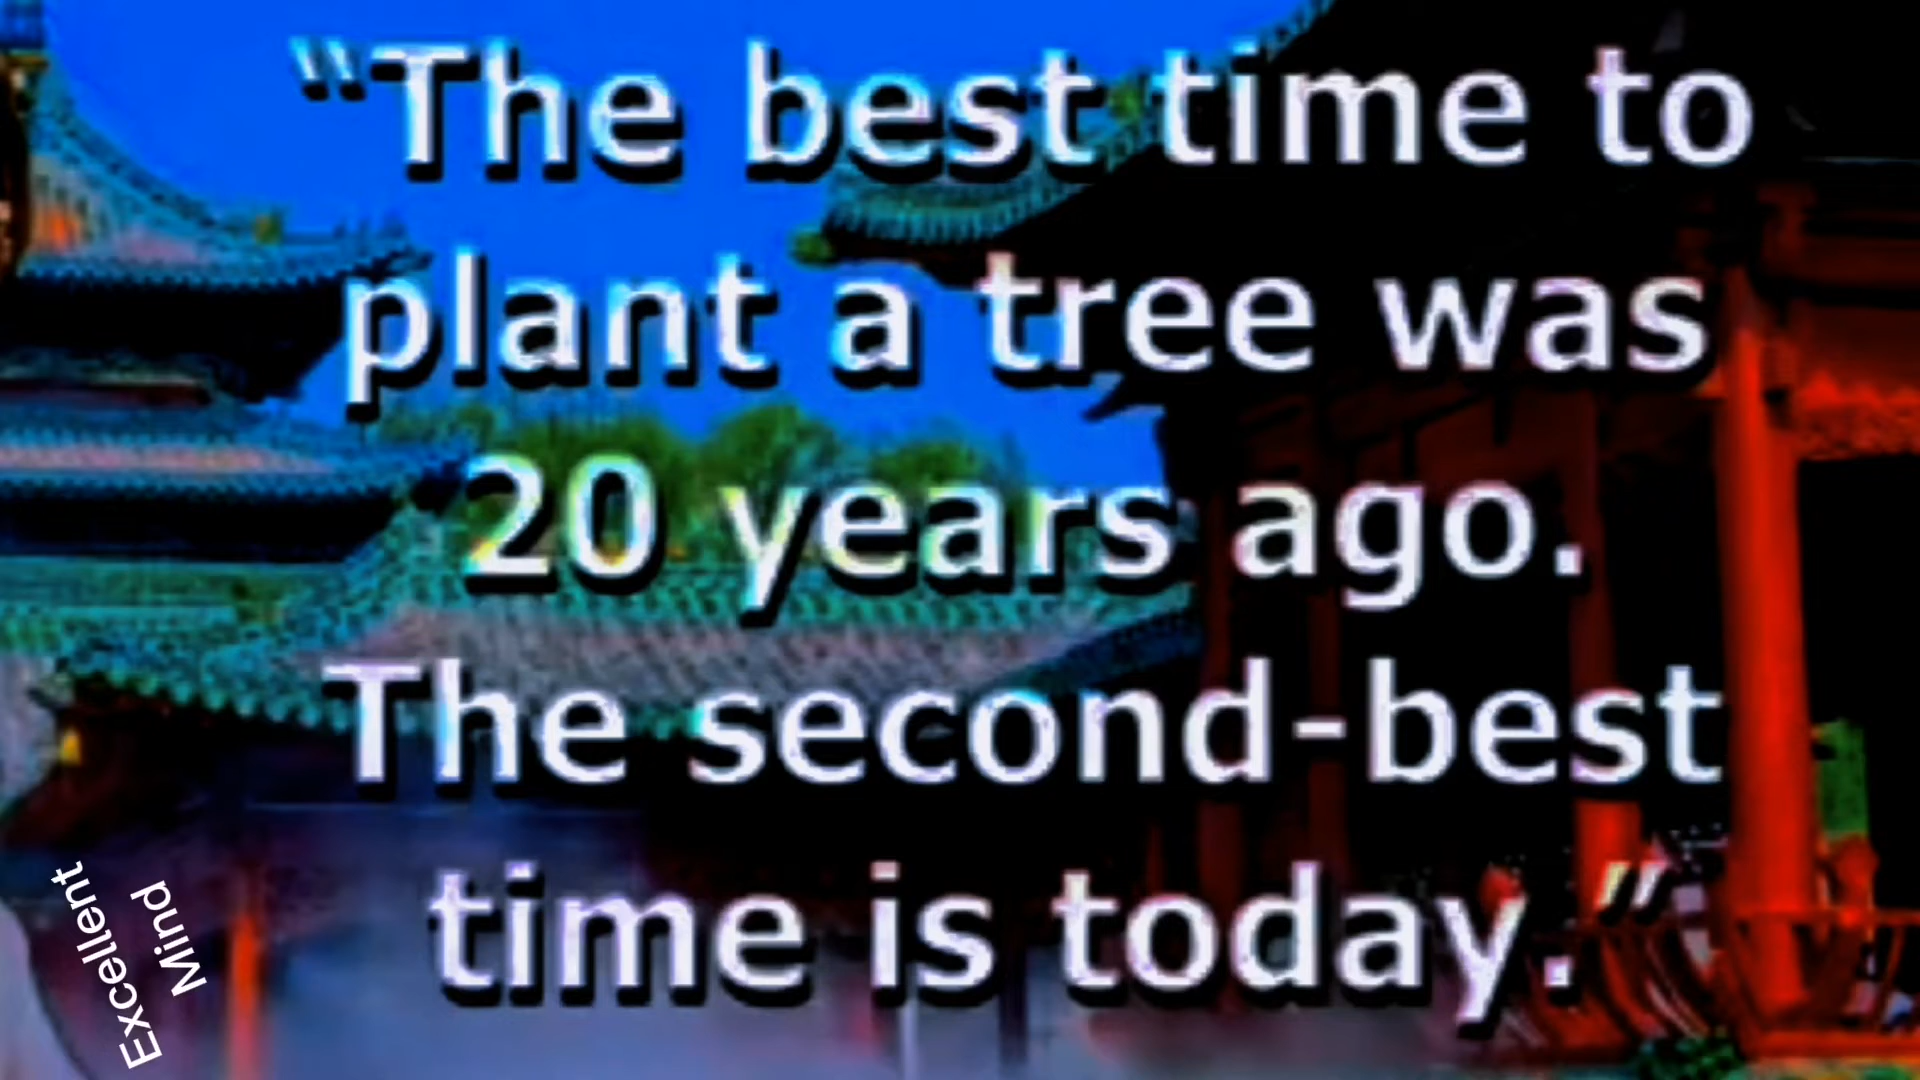 “The best time to
plant a tree was
20 years ago.
The second-best
time is today.”
Excellent
Mind